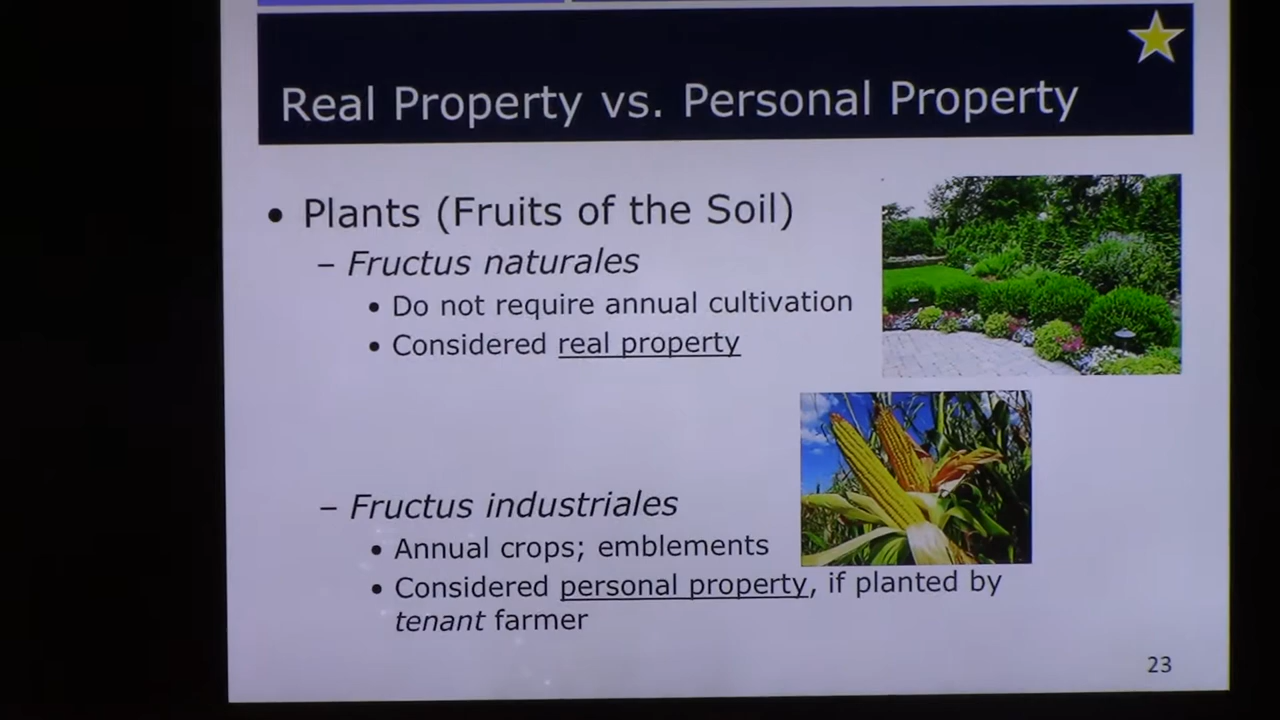 Real Property vs. Personal Property
• Plants (Fruits of the Soil)
– Fructus naturales
• Do not require annual cultivation
• Considered real property
– Fructus industriales
• Annual crops; emblements
• Considered personal property, if planted by
tenant farmer
23